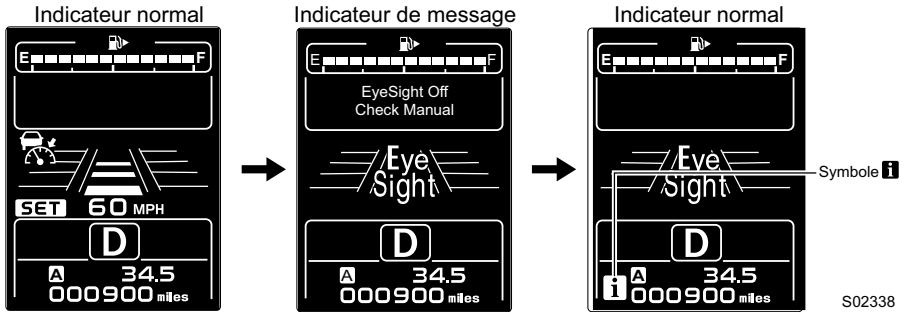 Indicateur normal
E F
SET 60 MPH
D
A 34.5
000900 miles
Indicateur de message
E F
EyeSight Off
Check Manual
Eye
Sight
D
A 34.5
000900 miles
Indicateur normal
E F
Eye
Sight
D
A 34.5
i 000900 miles
Symbole i
S02338